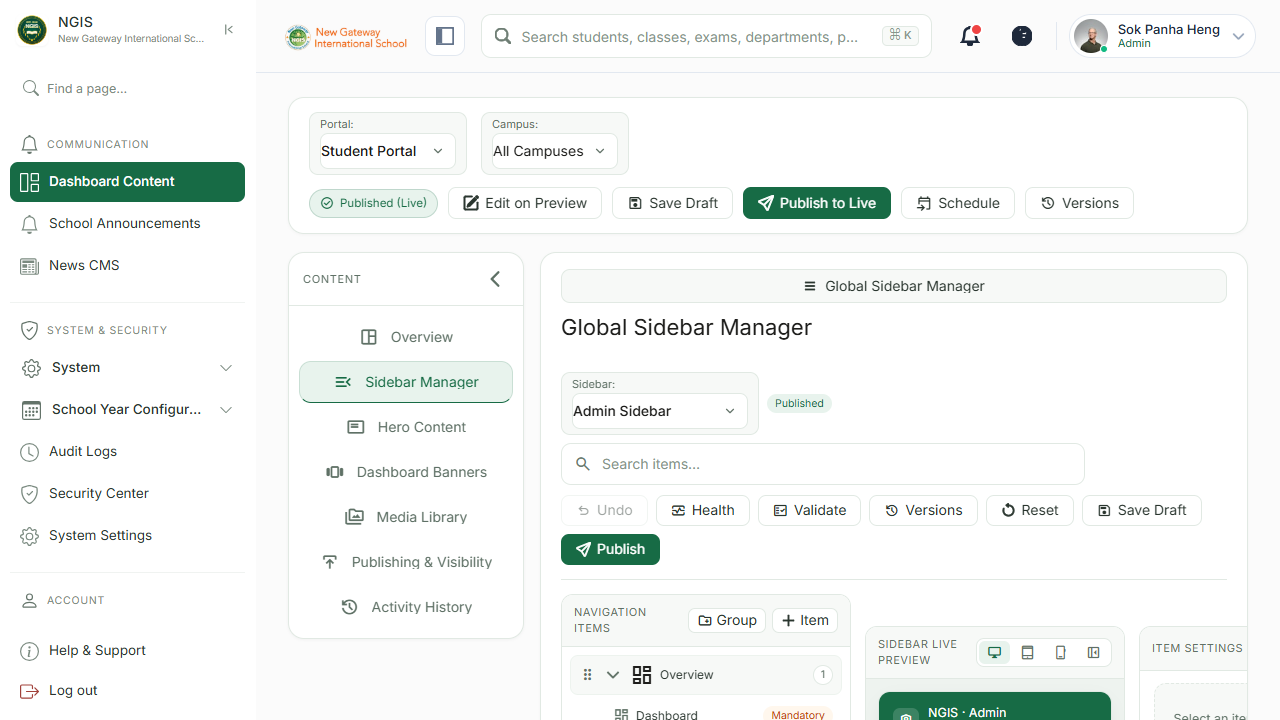 NGIS
New Gateway International Sc...
Find a page...
COMMUNICATION
Dashboard Content
School Announcements
News CMS
SYSTEM & SECURITY
System
School Year Configur...
Audit Logs
Security Center
System Settings
ACCOUNT
Help & Support
Log out
New Gateway
International School
Search students, classes, exams, departments, p...
⌘ K
Sok Panha Heng
Admin
Portal:
Student Portal
Campus:
All Campuses
Published (Live)
Edit on Preview
Save Draft
Publish to Live
Schedule
Versions
CONTENT
Overview
Sidebar Manager
Hero Content
Dashboard Banners
Media Library
Publishing & Visibility
Activity History
Global Sidebar Manager
Global Sidebar Manager
Sidebar:
Admin Sidebar
Published
Search items...
Undo
Health
Validate
Versions
Reset
Save Draft
Publish
NAVIGATION
ITEMS
Group
Item
Overview
1
Dashboard
Mandatory
SIDEBAR LIVE
PREVIEW
NGIS · Admin
ITEM SETTINGS
Select an ite